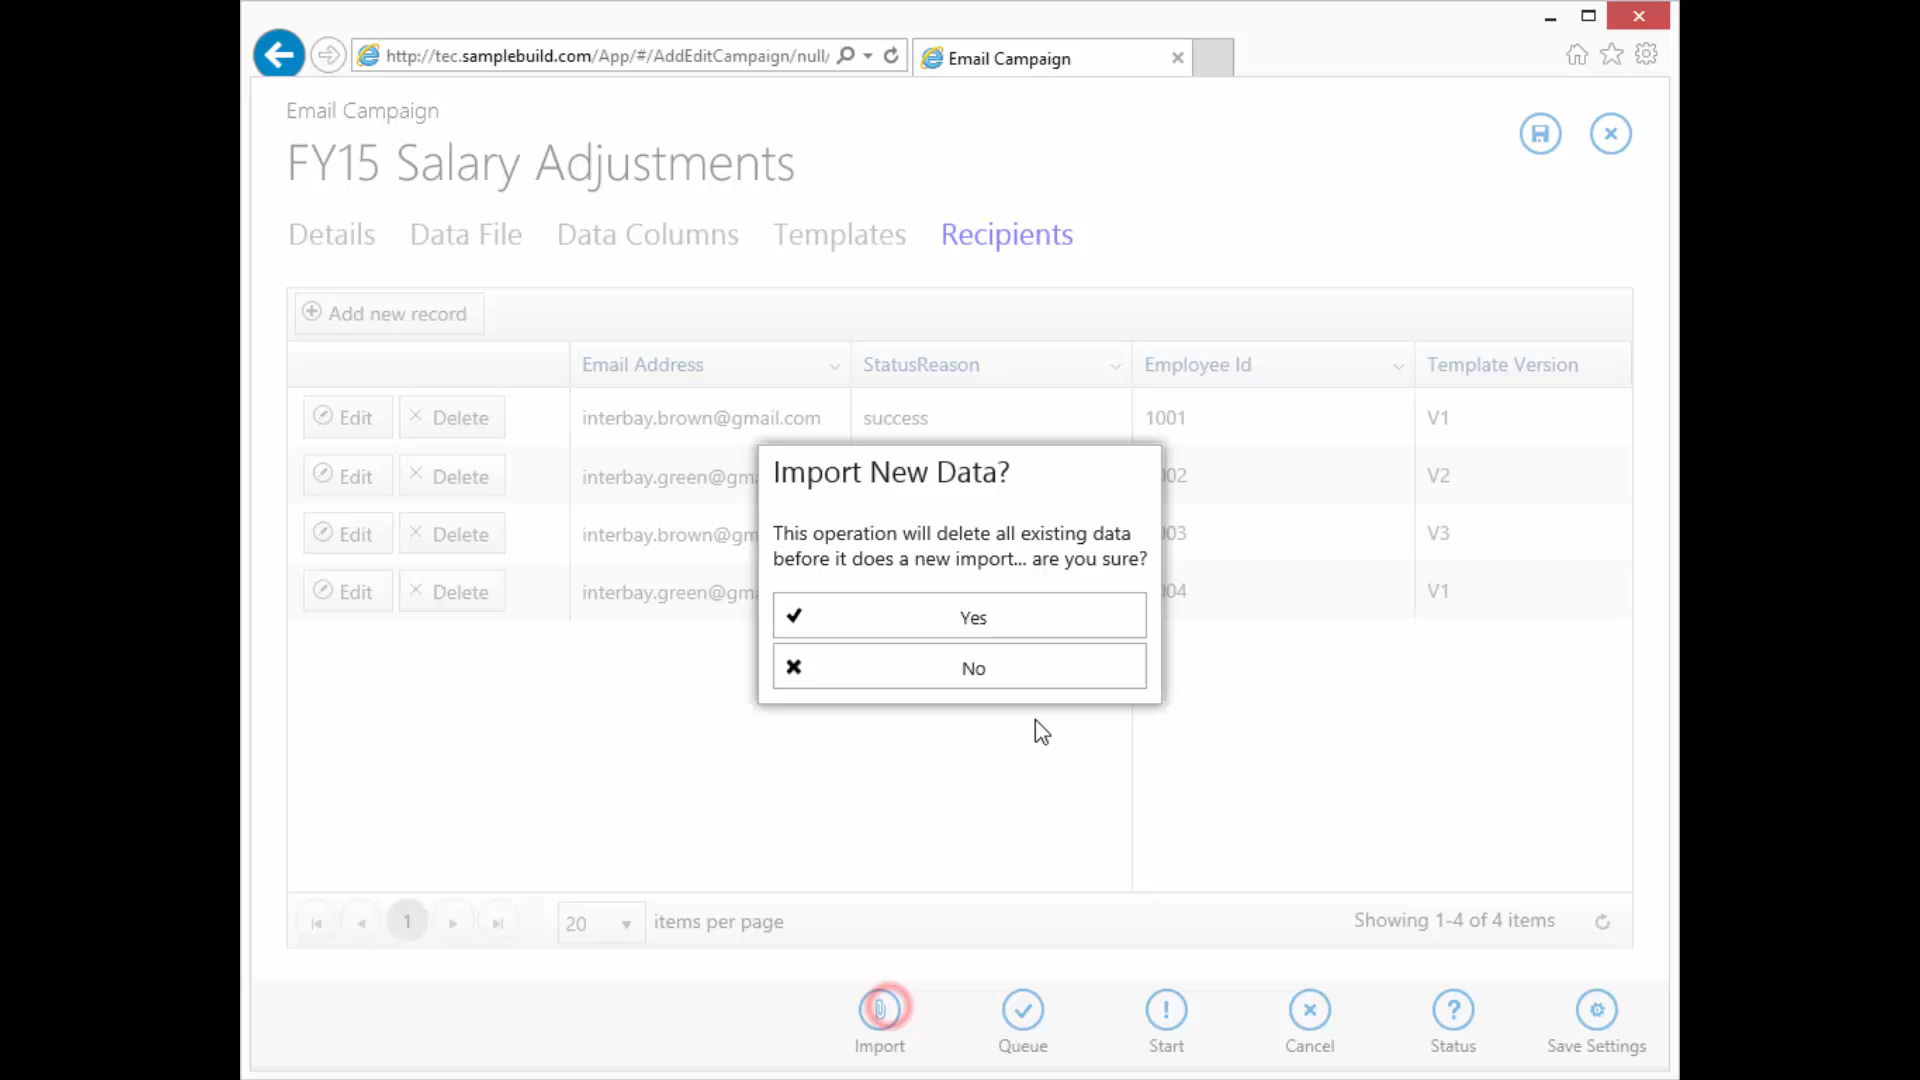 http://tec.samplebuild.com/App/#/AddEditCampaign/null/
Email Campaign
Email Campaign
FY15 Salary Adjustments
Details Data File Data Columns Templates Recipients
Add new record
Email Address StatusReason Employee Id Template Version
Edit Delete interbay.brown@gmail.com success 1001 V1
Edit Delete interbay.green@gm 02 V2
Edit Delete interbay.brown@gm 03 V3
Edit Delete interbay.green@gm 04 V1
Import New Data?
This operation will delete all existing data
before it does a new import... are you sure?
Yes
No
1 20 items per page Showing 1-4 of 4 items
Import Queue Start Cancel Status Save Settings